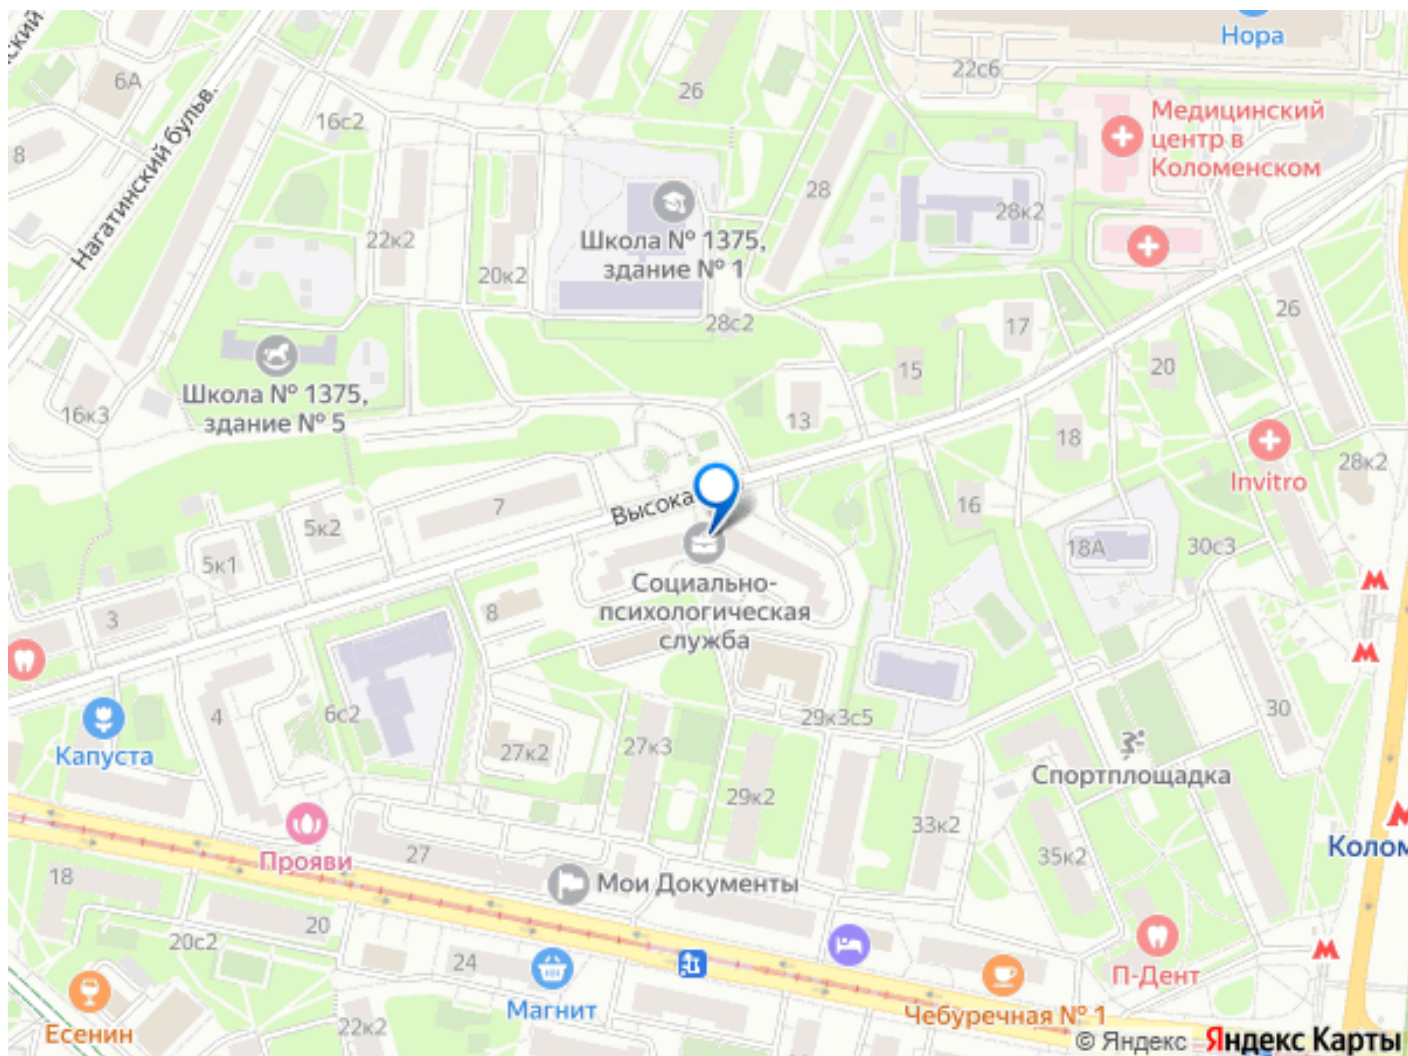 ский
6А
Нора
22с6
26
16с2
Медицинский
центр в
Коломенском
8
Нагатинский бульв.
28
28к2
22к2
Школа № 1375,
здание № 1
20к2
26
28с2
17
15
20
Школа № 1375,
здание № 5
16к3
13
18
28к2
Invitro
7
Высока
16
5к2
18А
30с3
5к1
Социально-
психологическая
служба
8
3
4
6с2
29к3с5
30
27к2
27к3
Капуста
Спортплощадка
29к2
33к2
Колом
35к2
Прояви
27
Мои Документы
18
20
20с2
24
П-Дент
Магнит
Чебуречная № 1
Есенин
22к2
© Яндекс Яндекс Карты